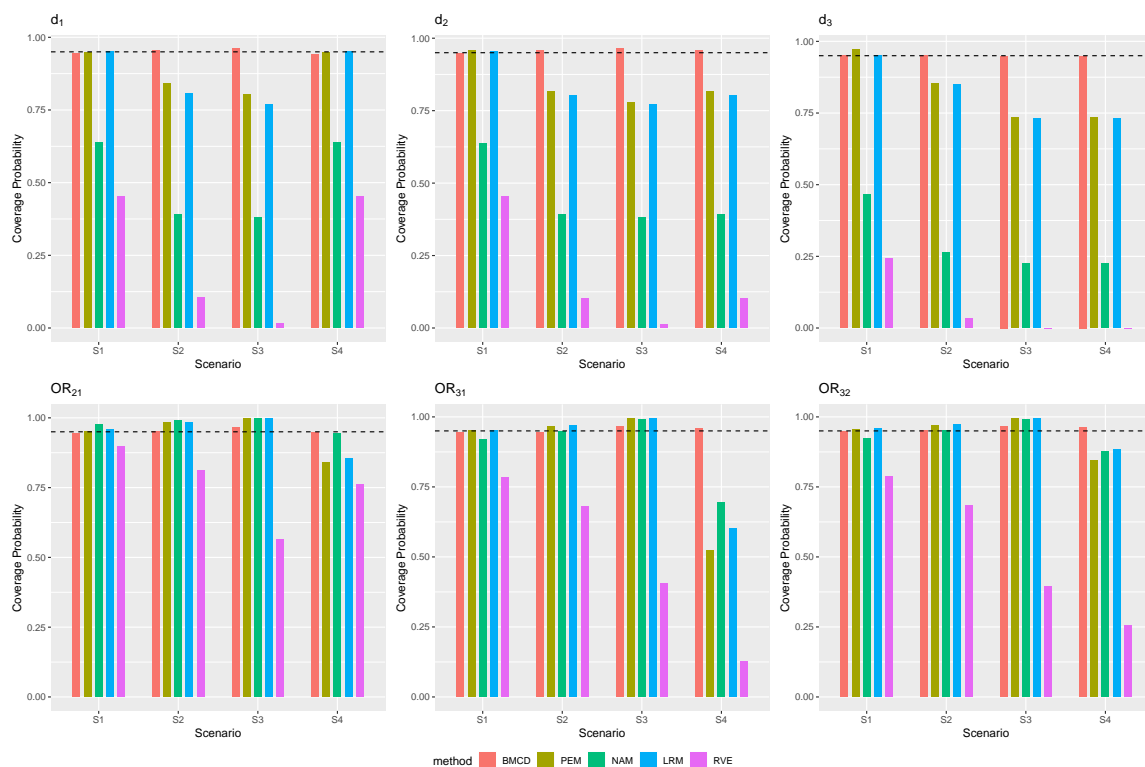 d1
1.00
0.75
0.50
0.25
0.00
Coverage Probability
S1 S2 S3 S4
Scenario
d2
1.00
0.75
0.50
0.25
0.00
Coverage Probability
S1 S2 S3 S4
Scenario
d3
1.00
0.75
0.50
0.25
0.00
Coverage Probability
S1 S2 S3 S4
Scenario
OR21
1.00
0.75
0.50
0.25
0.00
Coverage Probability
S1 S2 S3 S4
Scenario
OR31
1.00
0.75
0.50
0.25
0.00
Coverage Probability
S1 S2 S3 S4
Scenario
OR32
1.00
0.75
0.50
0.25
0.00
Coverage Probability
S1 S2 S3 S4
Scenario
method BMCD PEM NAM LRM RVE